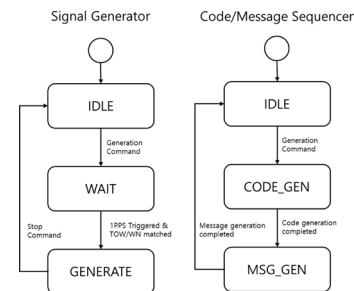 Signal Generator
IDLE
Generation
Command
WAIT
Stop
Command
1PPS Triggered &
TOW/WN matched
GENERATE
Code/Message Sequencer
IDLE
Generation
Command
CODE_GEN
Message generation
completed
Code generation
completed
MSG_GEN